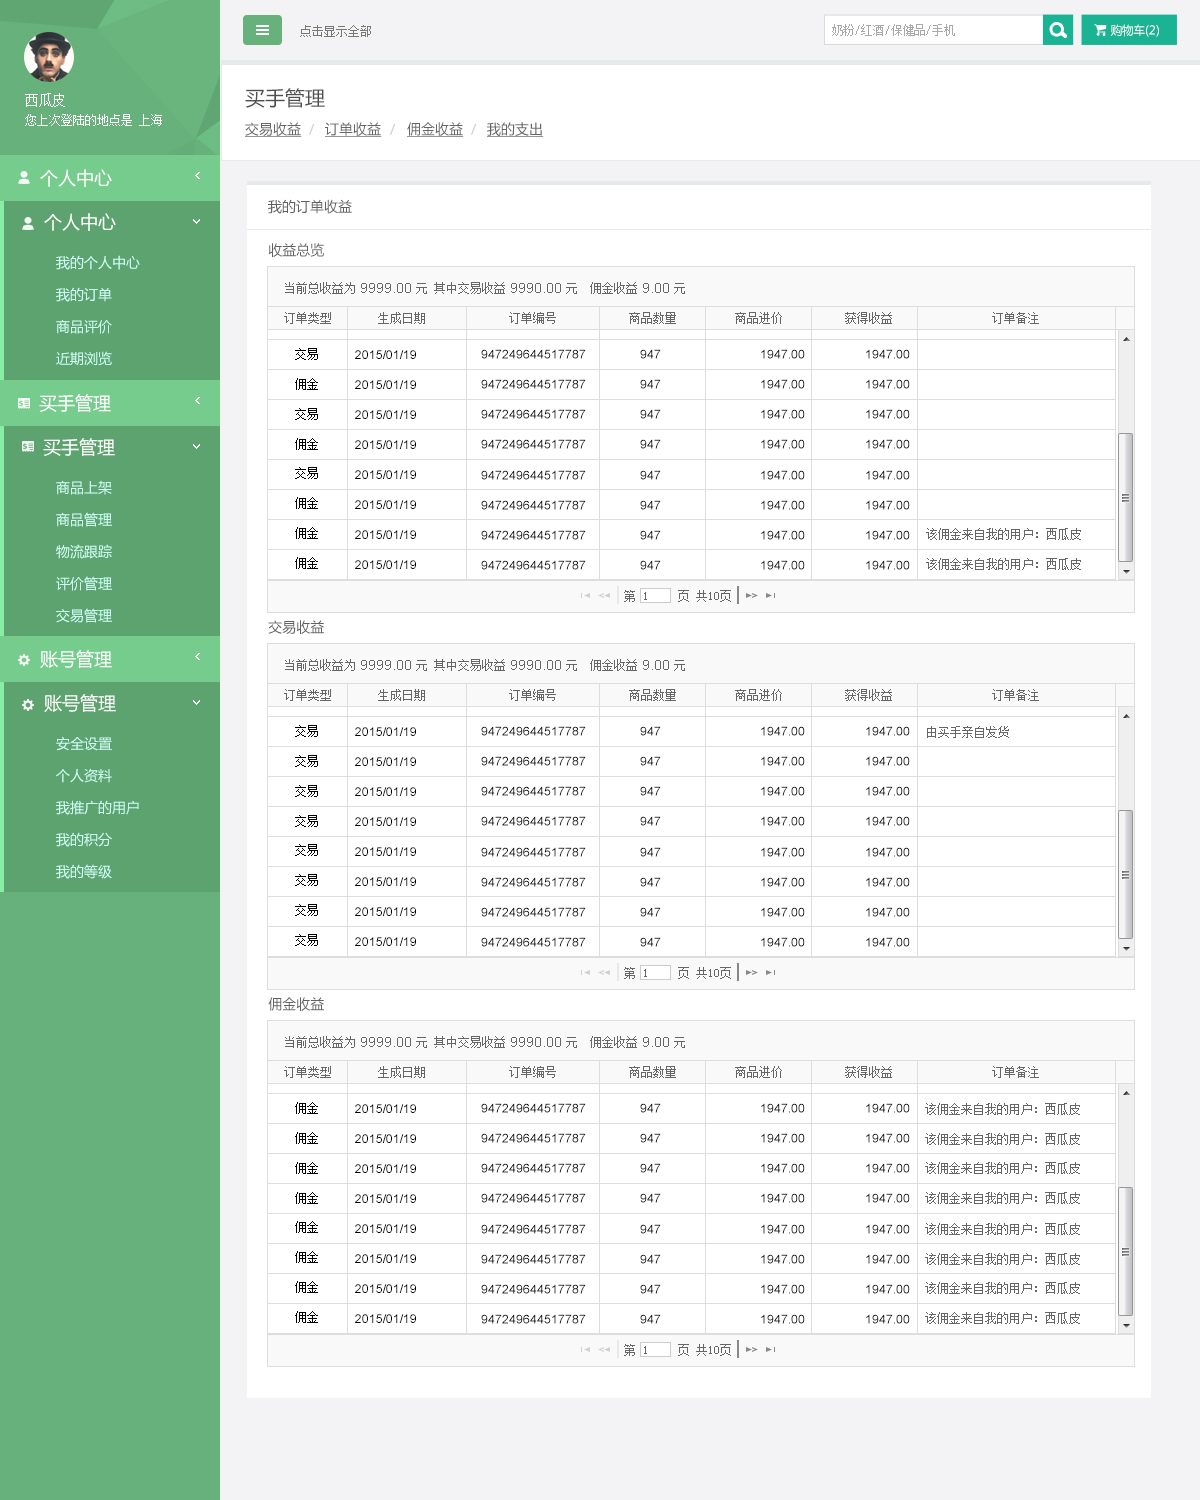 西瓜皮
您上次登陆的地点是 上海
个人中心
个人中心
我的个人中心
我的订单
商品评价
近期浏览
买手管理
买手管理
商品上架
商品管理
物流跟踪
评价管理
交易管理
账号管理
账号管理
安全设置
个人资料
我推广的用户
我的积分
我的等级
点击显示全部
奶粉/红酒/保健品/手机
购物车(2)
买手管理
交易收益 / 订单收益 / 佣金收益 / 我的支出
我的订单收益
收益总览
当前总收益为 9999.00 元 其中交易收益 9990.00 元 佣金收益 9.00 元
订单类型 生成日期 订单编号 商品数量 商品进价 获得收益 订单备注
交易 2015/01/19 947249644517787 947 1947.00 1947.00
佣金 2015/01/19 947249644517787 947 1947.00 1947.00
交易 2015/01/19 947249644517787 947 1947.00 1947.00
佣金 2015/01/19 947249644517787 947 1947.00 1947.00
交易 2015/01/19 947249644517787 947 1947.00 1947.00
佣金 2015/01/19 947249644517787 947 1947.00 1947.00
佣金 2015/01/19 947249644517787 947 1947.00 1947.00 该佣金来自我的用户：西瓜皮
佣金 2015/01/19 947249644517787 947 1947.00 1947.00 该佣金来自我的用户：西瓜皮
第 1 页 共10页
交易收益
当前总收益为 9999.00 元 其中交易收益 9990.00 元 佣金收益 9.00 元
订单类型 生成日期 订单编号 商品数量 商品进价 获得收益 订单备注
交易 2015/01/19 947249644517787 947 1947.00 1947.00 由买手亲自发货
交易 2015/01/19 947249644517787 947 1947.00 1947.00
交易 2015/01/19 947249644517787 947 1947.00 1947.00
交易 2015/01/19 947249644517787 947 1947.00 1947.00
交易 2015/01/19 947249644517787 947 1947.00 1947.00
交易 2015/01/19 947249644517787 947 1947.00 1947.00
交易 2015/01/19 947249644517787 947 1947.00 1947.00
交易 2015/01/19 947249644517787 947 1947.00 1947.00
第 1 页 共10页
佣金收益
当前总收益为 9999.00 元 其中交易收益 9990.00 元 佣金收益 9.00 元
订单类型 生成日期 订单编号 商品数量 商品进价 获得收益 订单备注
佣金 2015/01/19 947249644517787 947 1947.00 1947.00 该佣金来自我的用户：西瓜皮
佣金 2015/01/19 947249644517787 947 1947.00 1947.00 该佣金来自我的用户：西瓜皮
佣金 2015/01/19 947249644517787 947 1947.00 1947.00 该佣金来自我的用户：西瓜皮
佣金 2015/01/19 947249644517787 947 1947.00 1947.00 该佣金来自我的用户：西瓜皮
佣金 2015/01/19 947249644517787 947 1947.00 1947.00 该佣金来自我的用户：西瓜皮
佣金 2015/01/19 947249644517787 947 1947.00 1947.00 该佣金来自我的用户：西瓜皮
佣金 2015/01/19 947249644517787 947 1947.00 1947.00 该佣金来自我的用户：西瓜皮
佣金 2015/01/19 947249644517787 947 1947.00 1947.00 该佣金来自我的用户：西瓜皮
第 1 页 共10页